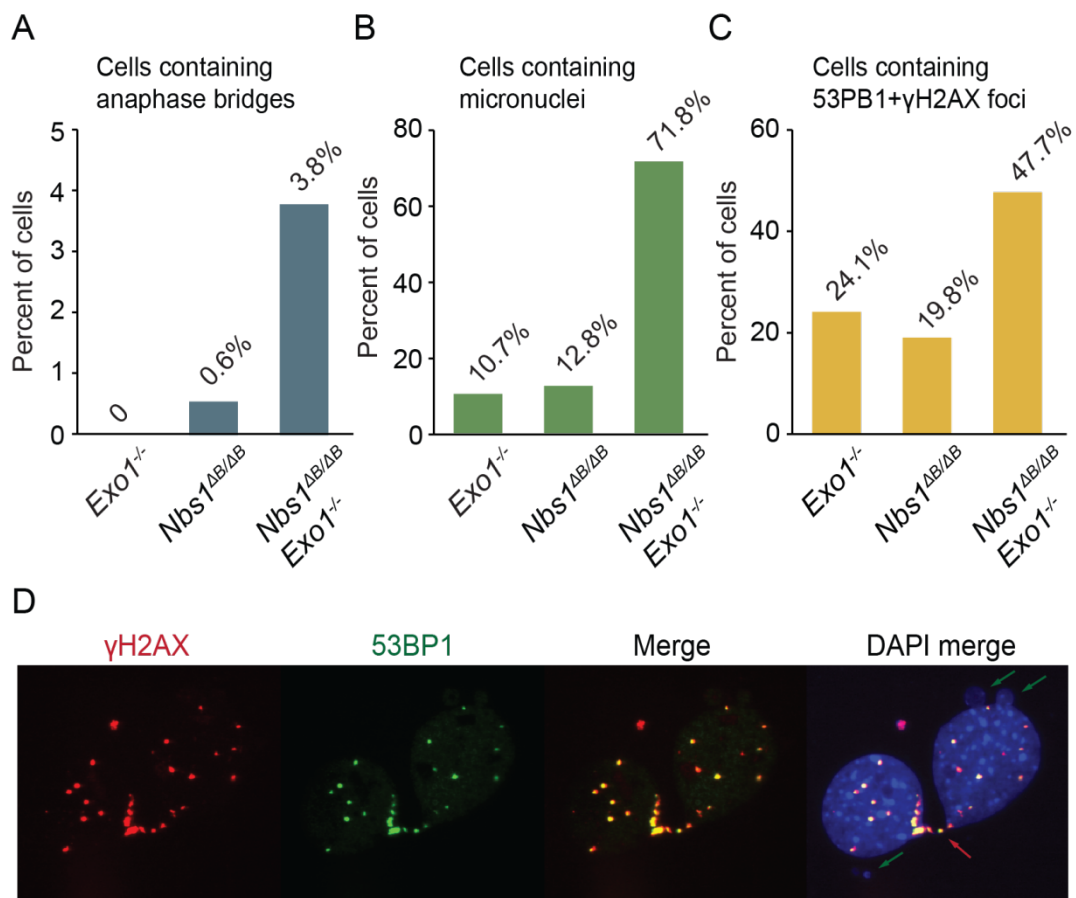 A
Cells containing
anaphase bridges
Percent of cells
5
4
3
2
1
0
0
0.6%
3.8%
Exo1-/-
Nbs1ΔB/ΔB
Nbs1ΔB/ΔB
Exo1-/-
B
Cells containing
micronuclei
Percent of cells
80
60
40
20
0
10.7%
12.8%
71.8%
Exo1-/-
Nbs1ΔB/ΔB
Nbs1ΔB/ΔB
Exo1-/-
C
Cells containing
53PB1+γH2AX foci
Percent of cells
60
40
20
0
24.1%
19.8%
47.7%
Exo1-/-
Nbs1ΔB/ΔB
Nbs1ΔB/ΔB
Exo1-/-
D
γH2AX
53BP1
Merge
DAPI merge